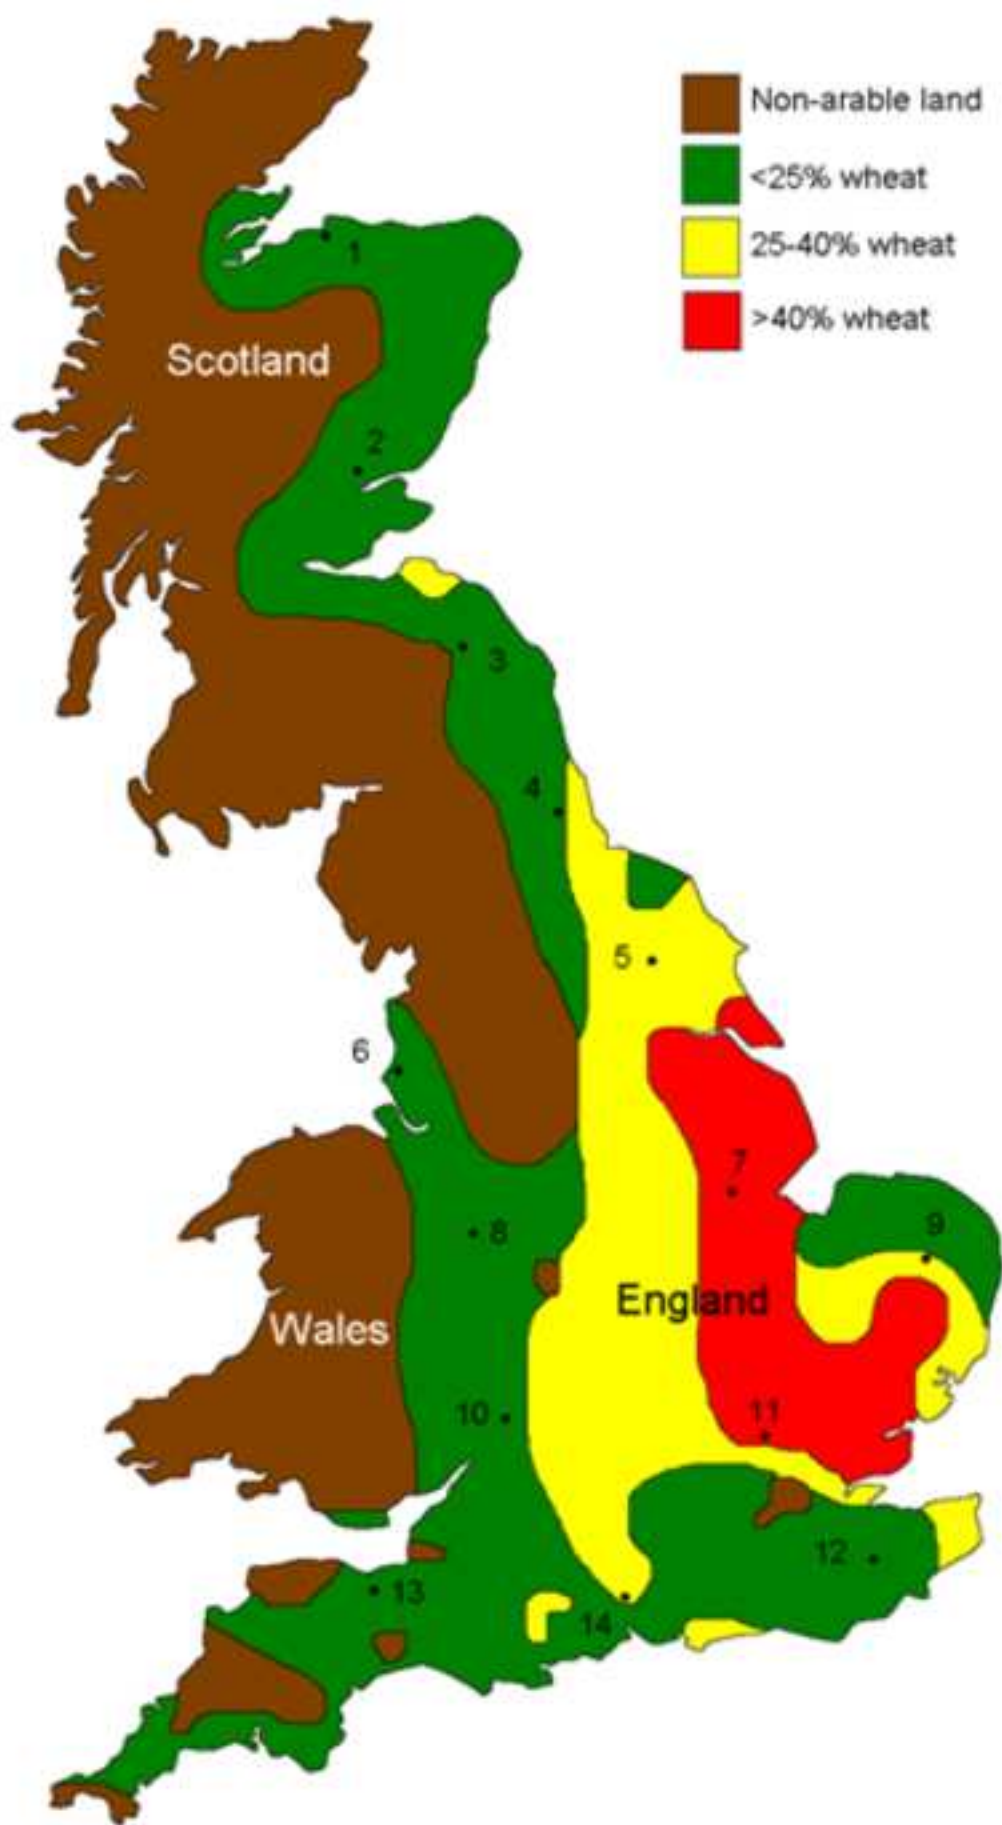 Non-arable land
<25% wheat
25-40% wheat
>40% wheat
1
Scotland
2
3
4
5
6
7
8
9
England
Wales
10
11
12
13
14